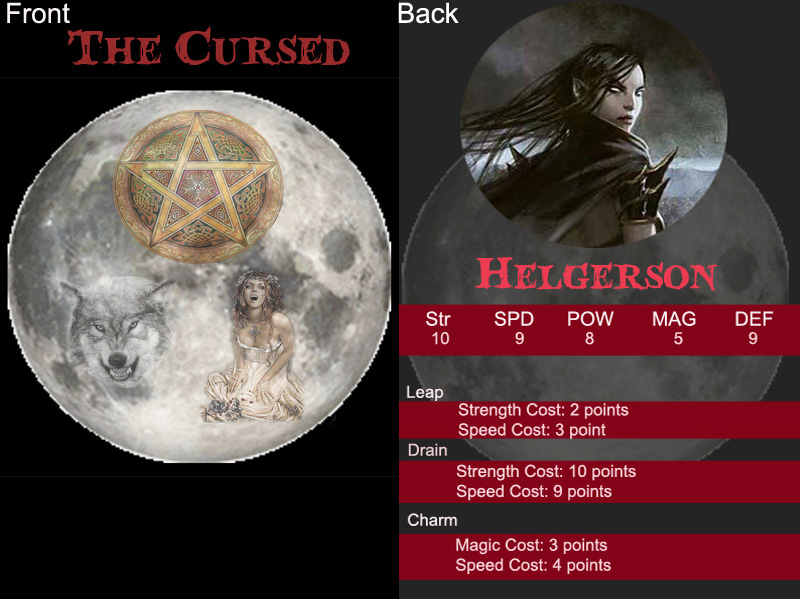 Front
The Cursed
Back
Helgerson
Str SPD POW MAG DEF
10 9 8 5 9
Leap
Strength Cost: 2 points
Speed Cost: 3 point
Drain
Strength Cost: 10 points
Speed Cost: 9 points
Charm
Magic Cost: 3 points
Speed Cost: 4 points